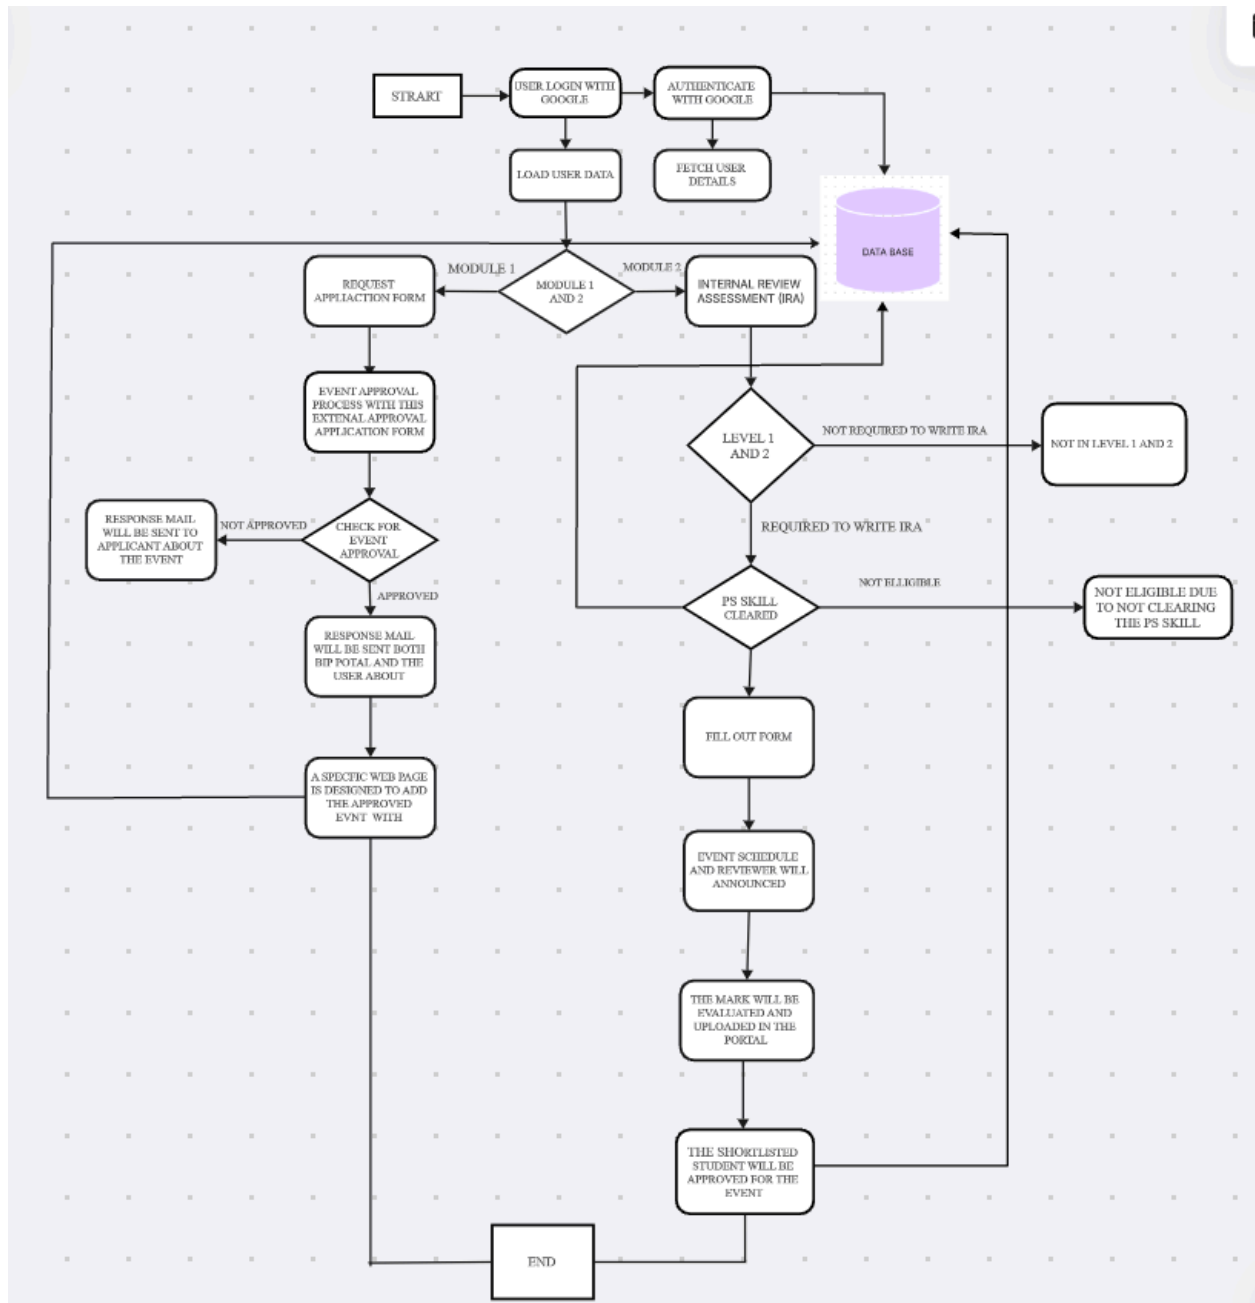 STRART
USER LOGIN WITH
GOOGLE
AUTHENTICATE
WITH GOOGLE
LOAD USER DATA
FETCH USER
DETAILS
DATA BASE
MODULE 1
MODULE 2
REQUEST
APPLIACTION FORM
MODULE 1
AND 2
INTERNAL REVIEW
ASSESSMENT (IRA)
EVENT APPROVAL
PROCESS WITH THIS
EXTENAL APPROVAL
APPLICATION FORM
LEVEL 1
AND 2
NOT REQUIRED TO WRITE IRA
NOT IN LEVEL 1 AND 2
RESPONSE MAIL
WILL BE SENT TO
APPLICANT ABOUT
THE EVENT
NOT APPROVED
CHECK FOR
EVENT
APPROVAL
REQUIRED TO WRITE IRA
APPROVED
PS SKILL
CLEARED
NOT ELLIGIBLE
NOT ELIGIBLE DUE
TO NOT CLEARING
THE PS SKILL
RESPONSE MAIL
WILL BE SENT BOTH
BIP POTAL AND THE
USER ABOUT
FILL OUT FORM
A SPECFIC WEB PAGE
IS DESIGNED TO ADD
THE APPROVED
EVNT WITH
EVENT SCHEDULE
AND REVIEWER WILL
ANNOUNCED
THE MARK WILL BE
EVALUATED AND
UPLOADED IN THE
PORTAL
THE SHORTLISTED
STUDENT WILL BE
APPROVED FOR THE
EVENT
END